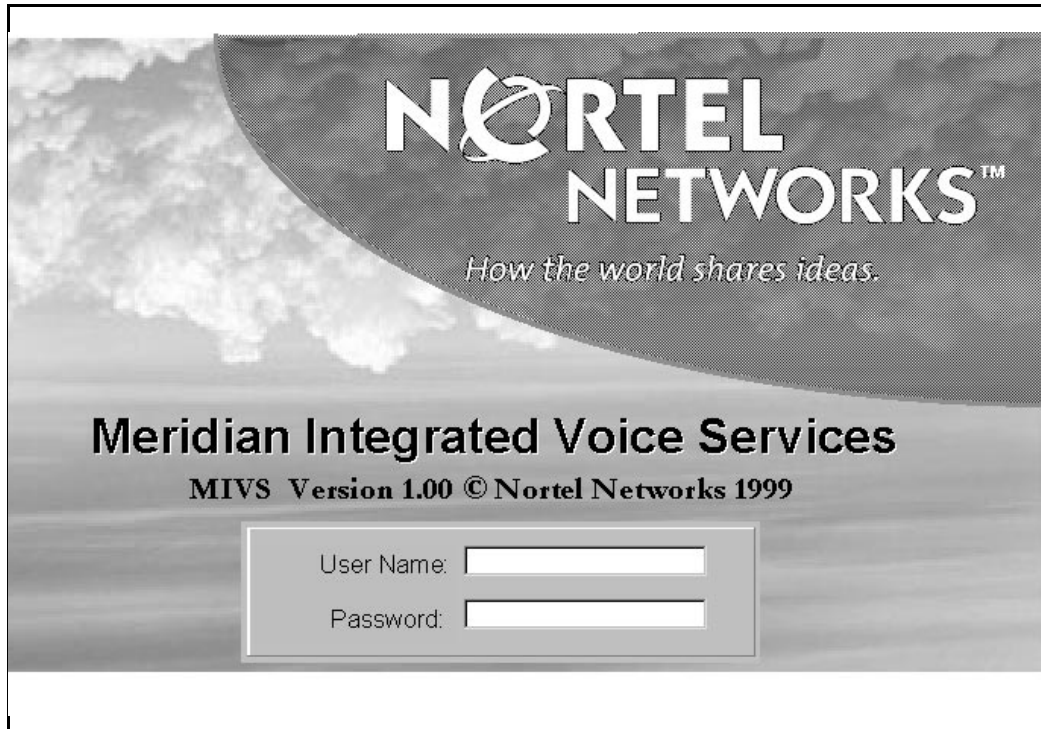 NORTEL
NETWORKS™
How the world shares ideas.
Meridian Integrated Voice Services
MIVS Version 1.00 © Nortel Networks 1999
User Name:
Password: